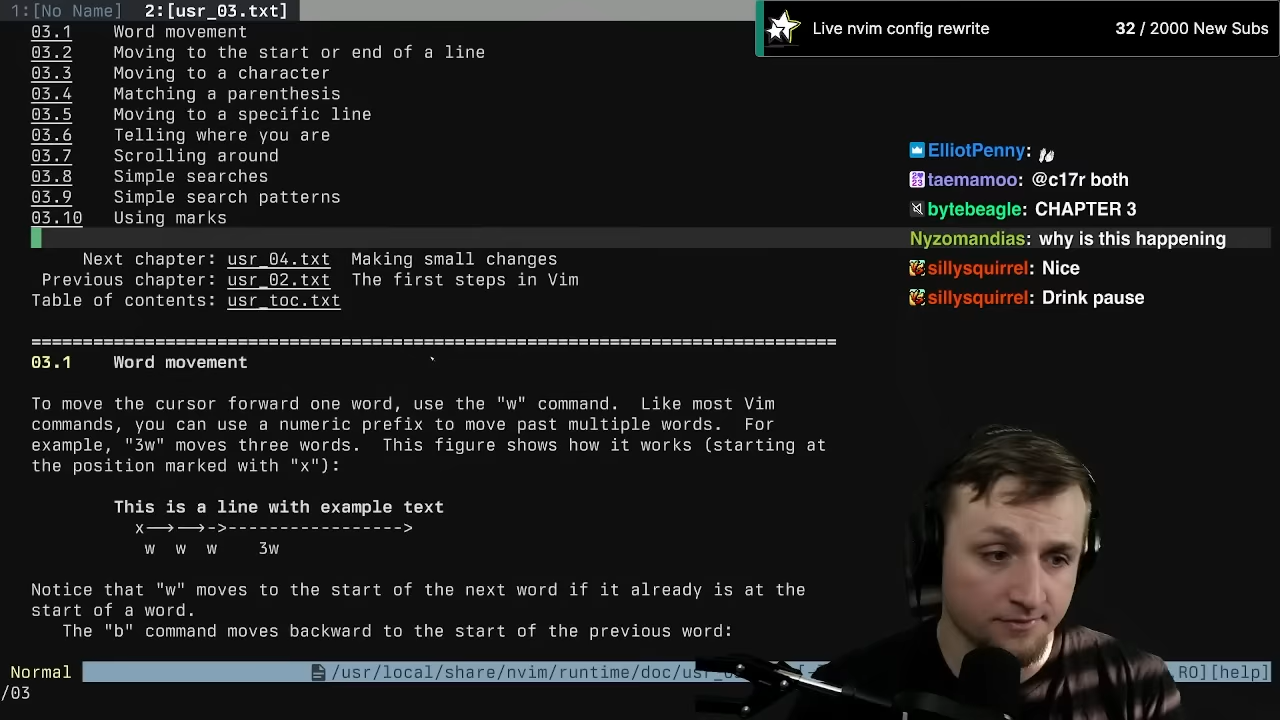 1:[No Name]  2:[usr_03.txt]
Live nvim config rewrite 32 / 2000 New Subs
03.1 Word movement
03.2 Moving to the start or end of a line
03.3 Moving to a character
03.4 Matching a parenthesis
03.5 Moving to a specific line
03.6 Telling where you are
03.7 Scrolling around
03.8 Simple searches
03.9 Simple search patterns
03.10 Using marks
Next chapter: usr_04.txt Making small changes
Previous chapter: usr_02.txt The first steps in Vim
Table of contents: usr_toc.txt
==============================================================================
03.1 Word movement
To move the cursor forward one word, use the "w" command.  Like most Vim
commands, you can use a numeric prefix to move past multiple words.  For
example, "3w" moves three words.  This figure shows how it works (starting at
the position marked with "x"):
This is a line with example text
x-->-->->----------------->
w w w 3w
Notice that "w" moves to the start of the next word if it already is at the
start of a word.
The "b" command moves backward to the start of the previous word:
Normal /usr/local/share/nvim/runtime/doc/usr_0 RO][help]
/03
ElliotPenny:
taemamoo: @c17r both
bytebeagle: CHAPTER 3
Nyzomandias: why is this happening
sillysquirrel: Nice
sillysquirrel: Drink pause